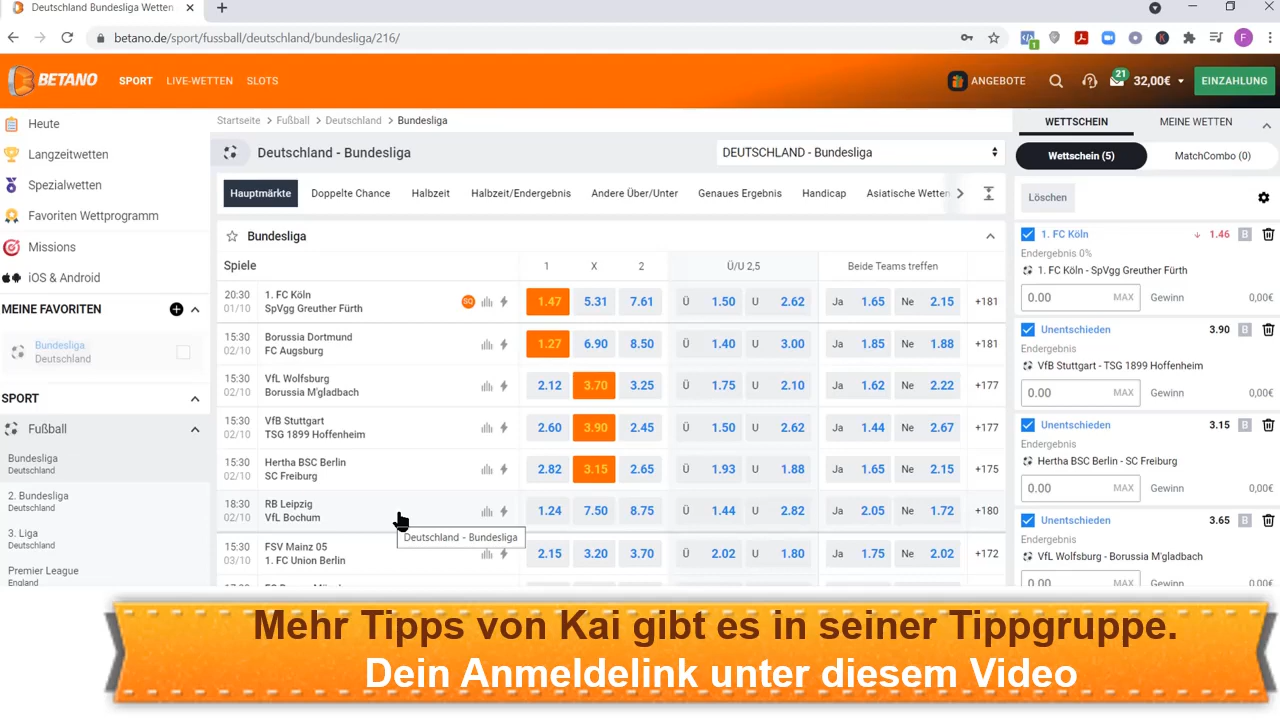 Deutschland Bundesliga Wetten
betano.de/sport/fussball/deutschland/bundesliga/216/
1
F
BETANO
SPORT
LIVE-WETTEN
SLOTS
ANGEBOTE
21
32,00€
EINZAHLUNG
Heute
Langzeitwetten
Spezialwetten
Favoriten Wettprogramm
Missions
iOS & Android
MEINE FAVORITEN
Bundesliga
Deutschland
SPORT
Fußball
Bundesliga
Deutschland
2. Bundesliga
Deutschland
3. Liga
Deutschland
Premier League
England
Startseite > Fußball > Deutschland > Bundesliga
Deutschland - Bundesliga
DEUTSCHLAND - Bundesliga
Hauptmärkte Doppelte Chance Halbzeit Halbzeit/Endergebnis Andere Über/Unter Genaues Ergebnis Handicap Asiatische Wetten
Bundesliga
Spiele 1 X 2 Ü/U 2,5 Beide Teams treffen
20:30 1. FC Köln
01/10 SpVgg Greuther Fürth
SO 1.47 5.31 7.61 Ü 1.50 U 2.62 Ja 1.65 Ne 2.15 +181
15:30 Borussia Dortmund
02/10 FC Augsburg
1.27 6.90 8.50 Ü 1.40 U 3.00 Ja 1.85 Ne 1.88 +181
15:30 VfL Wolfsburg
02/10 Borussia M'gladbach
2.12 3.70 3.25 Ü 1.75 U 2.10 Ja 1.62 Ne 2.22 +177
15:30 VfB Stuttgart
02/10 TSG 1899 Hoffenheim
2.60 3.90 2.45 Ü 1.50 U 2.62 Ja 1.44 Ne 2.67 +177
15:30 Hertha BSC Berlin
02/10 SC Freiburg
2.82 3.15 2.65 Ü 1.93 U 1.88 Ja 1.65 Ne 2.15 +175
18:30 RB Leipzig
02/10 VfL Bochum
1.24 7.50 8.75 Ü 1.44 U 2.82 Ja 2.05 Ne 1.72 +180
Deutschland - Bundesliga
15:30 FSV Mainz 05
03/10 1. FC Union Berlin
2.15 3.20 3.70 Ü 2.02 U 1.80 Ja 1.75 Ne 2.02 +172
WETTSCHEIN MEINE WETTEN
Wettschein (5) MatchCombo (0)
Löschen
1. FC Köln 1.46 B
Endergebnis 0%
1. FC Köln - SpVgg Greuther Fürth
0.00 MAX Gewinn 0,00€
Unentschieden 3.90 B
Endergebnis
VfB Stuttgart - TSG 1899 Hoffenheim
0.00 MAX Gewinn 0,00€
Unentschieden 3.15 B
Endergebnis
Hertha BSC Berlin - SC Freiburg
0.00 MAX Gewinn 0,00€
Unentschieden 3.65 B
Endergebnis
VfL Wolfsburg - Borussia M'gladbach
0.00 MAX Gewinn 0,00€
Mehr Tipps von Kai gibt es in seiner Tippgruppe.
Dein Anmeldelink unter diesem Video